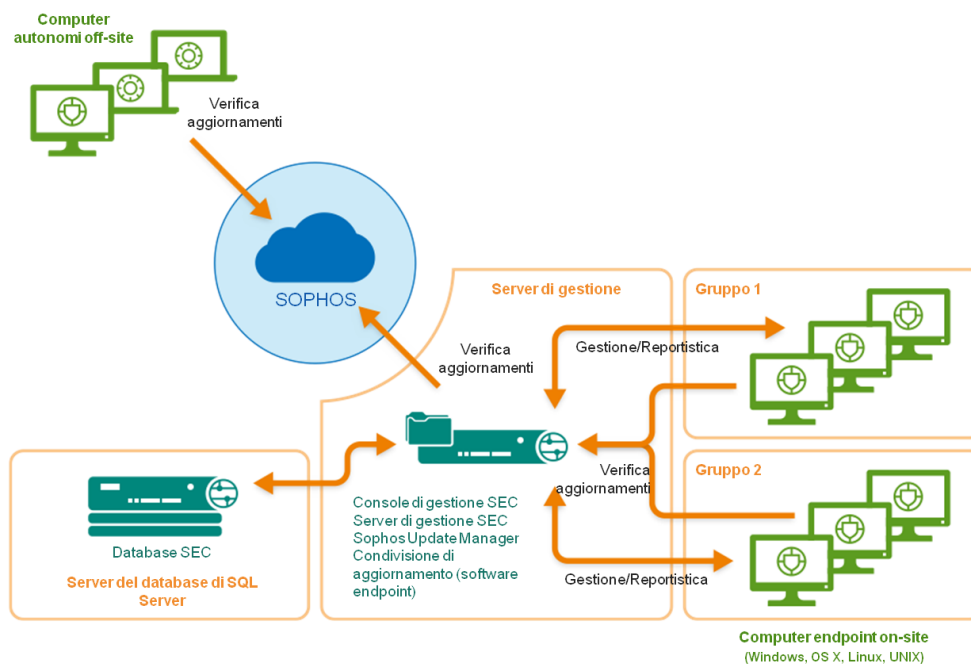 Computer
autonomi off-site
Verifica
aggiornamenti
SOPHOS
Server di gestione
Gruppo 1
Gestione/Reportistica
Verifica
aggiornamenti
Gruppo 2
Verifica
aggiornamenti
Console di gestione SEC
Server di gestione SEC
Sophos Update Manager
Condivisione di
aggiornamento (software
endpoint)
Database SEC
Server del database di SQL
Server
Gestione/Reportistica
Computer endpoint on-site
(Windows, OS X, Linux, UNIX)